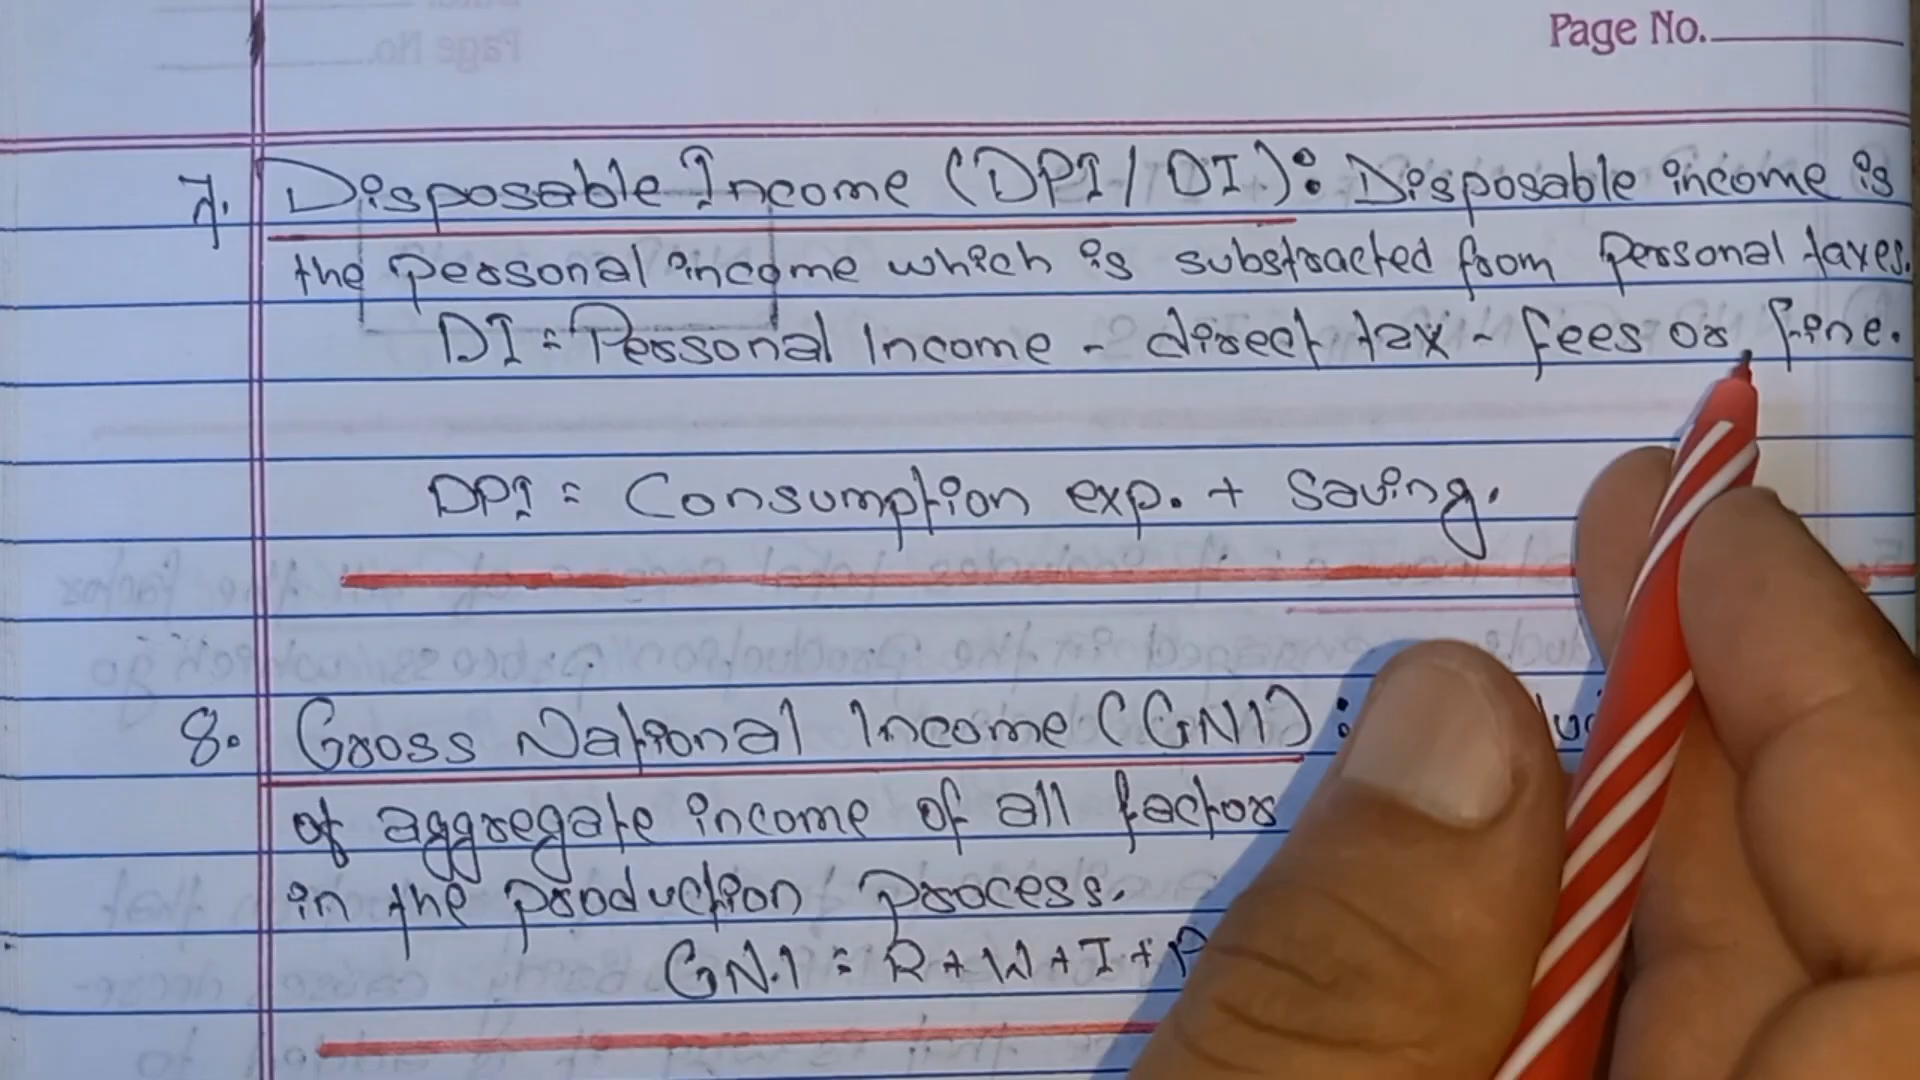 Page No.
7. Disposable Income (DPI / DI): Disposable income is
the personal income which is substracted from personal taxes.
DI = Personal Income - direct tax - fees or fine.
DPI = Consumption exp. + Saving.
8. Gross National Income (GNI) :
of aggregate income of all factor
in the production process.
GN.I = R + W + I + P